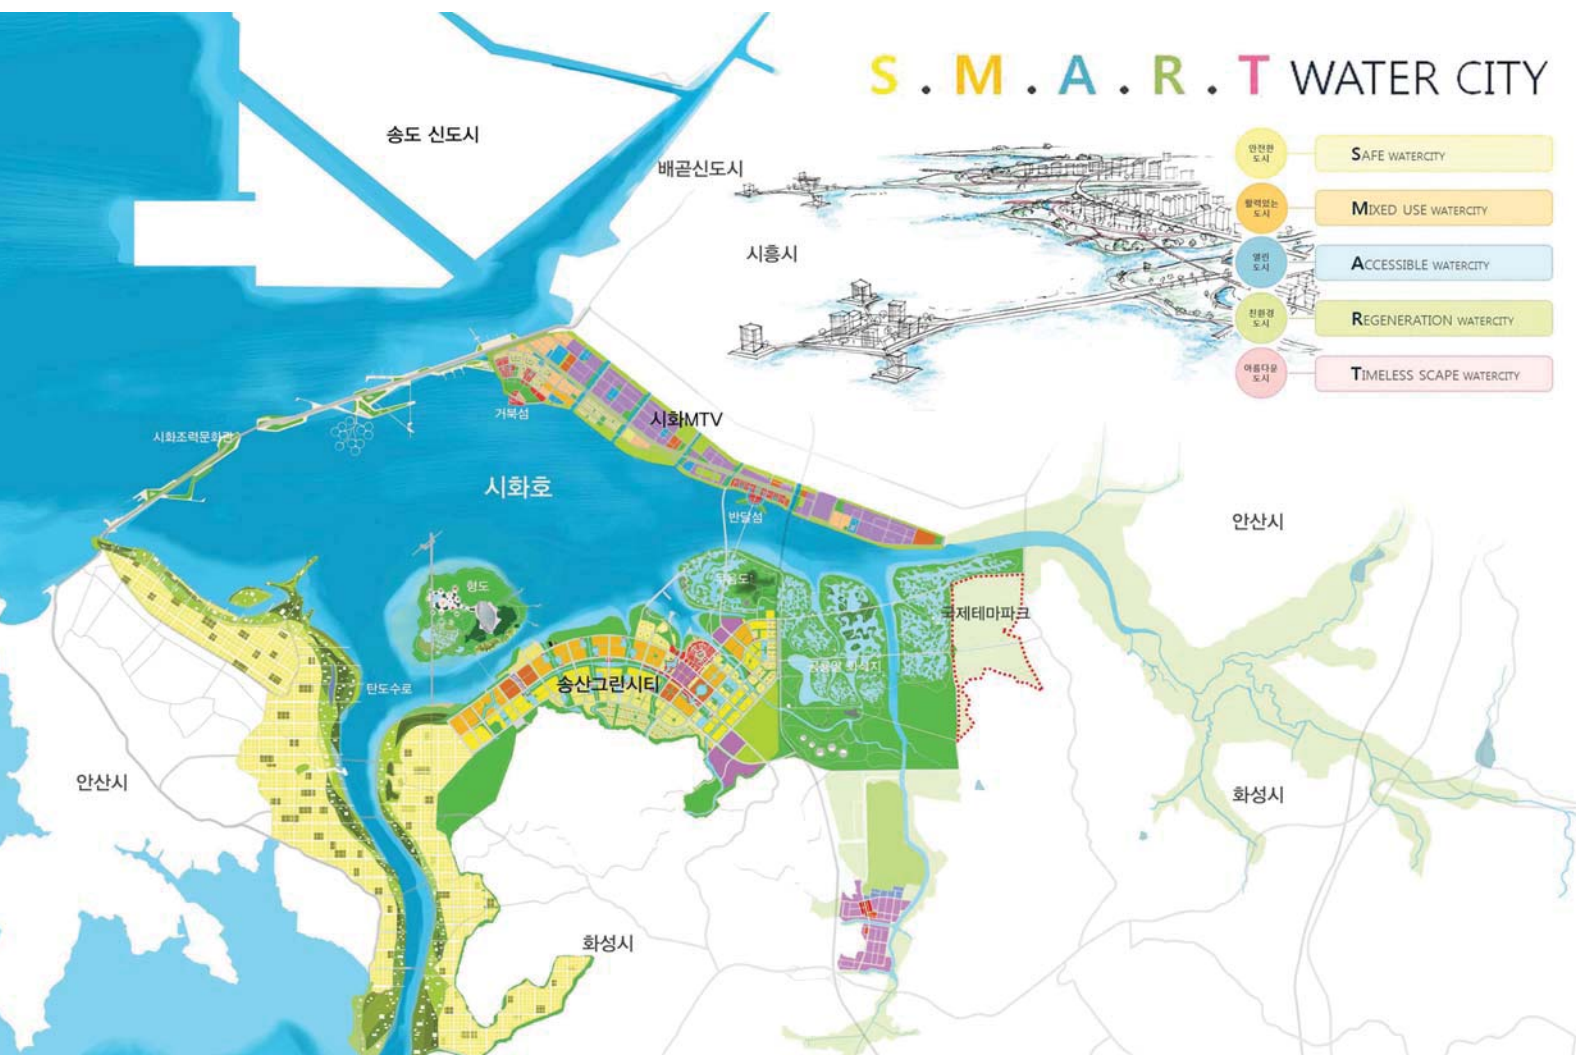 S.M.A.R.T WATER CITY
안전한
도시
SAFE WATERCITY
활력있는
도시
MIXED USE WATERCITY
열린
도시
ACCESSIBLE WATERCITY
친환경
도시
REGENERATION WATERCITY
아름다운
도시
TIMELESS SCAPE WATERCITY
송도 신도시
배곧신도시
시흥시
거북섬
시화MTV
시화조력문화관
시화호
반달섬
안산시
형도
국제테마파크
탄도수로
송산그린시티
안산시
화성시
화성시